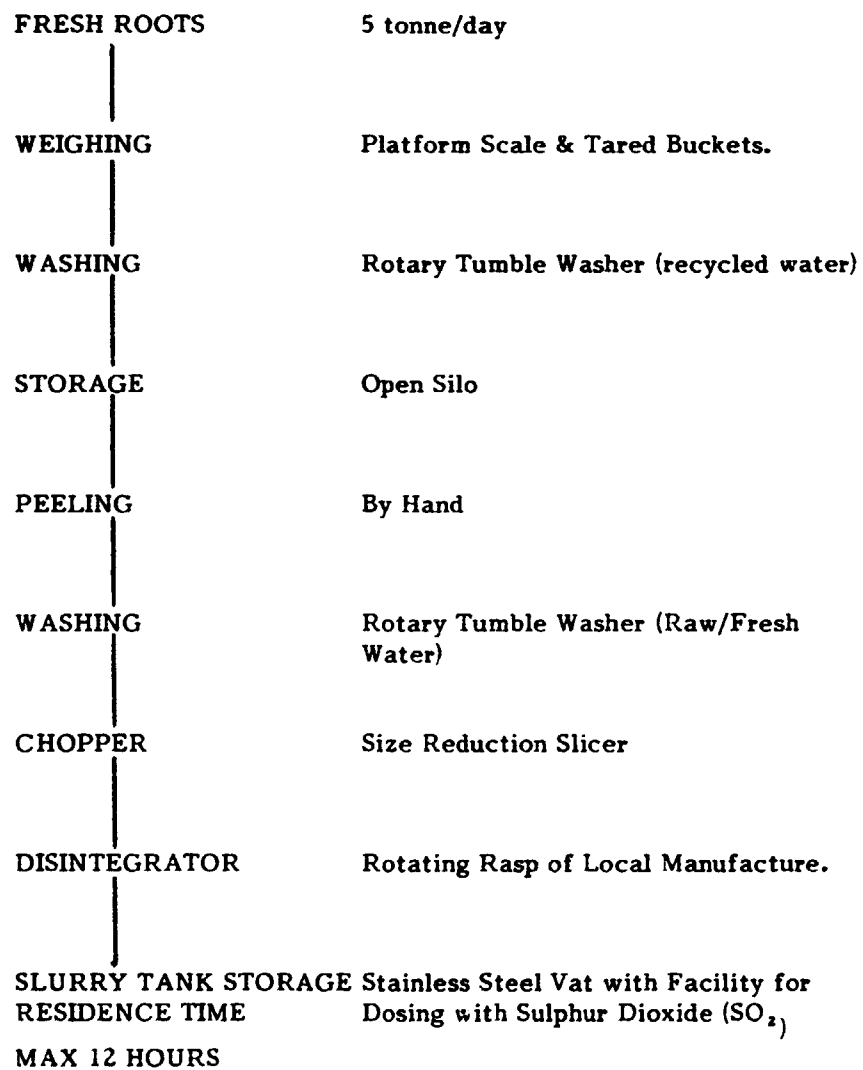 FRESH ROOTS 5 tonne/day
WEIGHING Platform Scale & Tared Buckets.
WASHING Rotary Tumble Washer (recycled water)
STORAGE Open Silo
PEELING By Hand
WASHING Rotary Tumble Washer (Raw/Fresh
Water)
CHOPPER Size Reduction Slicer
DISINTEGRATOR Rotating Rasp of Local Manufacture.
SLURRY TANK STORAGE Stainless Steel Vat with Facility for
RESIDENCE TIME Dosing with Sulphur Dioxide (SO₂)
MAX 12 HOURS